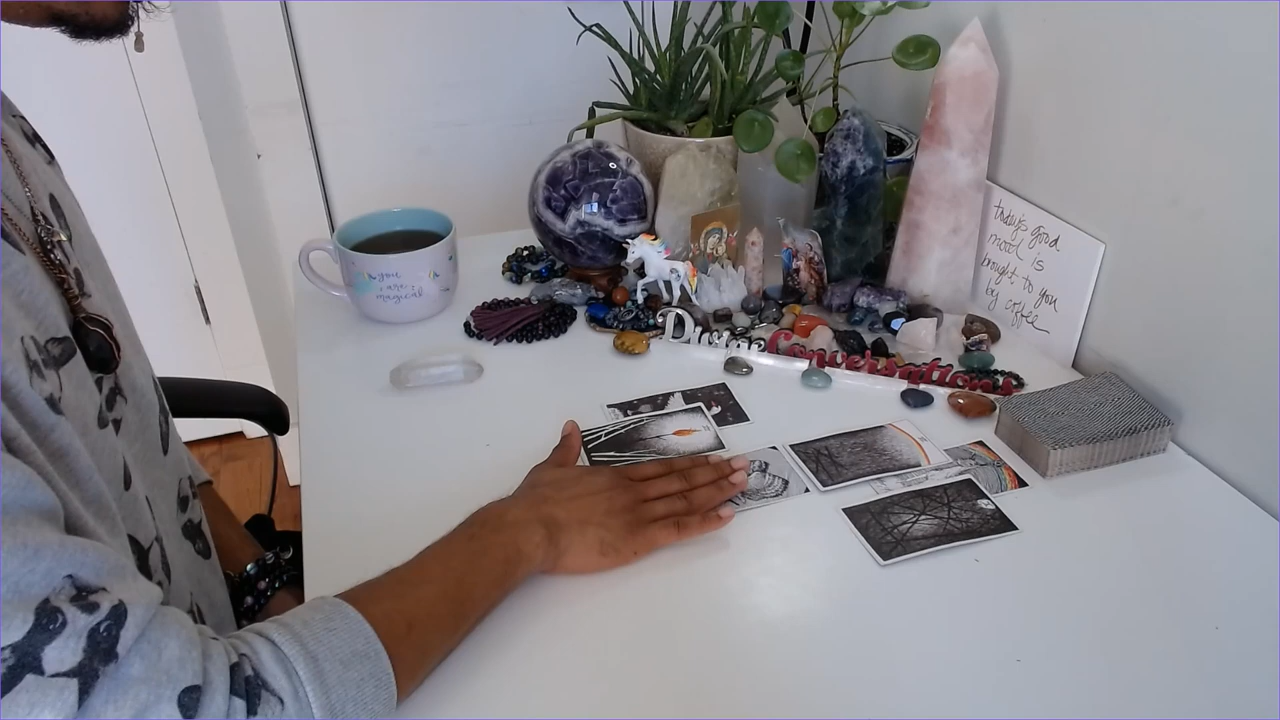 you
are
magical
Divine Conversations
today's good
mood is
brought to you
by coffee